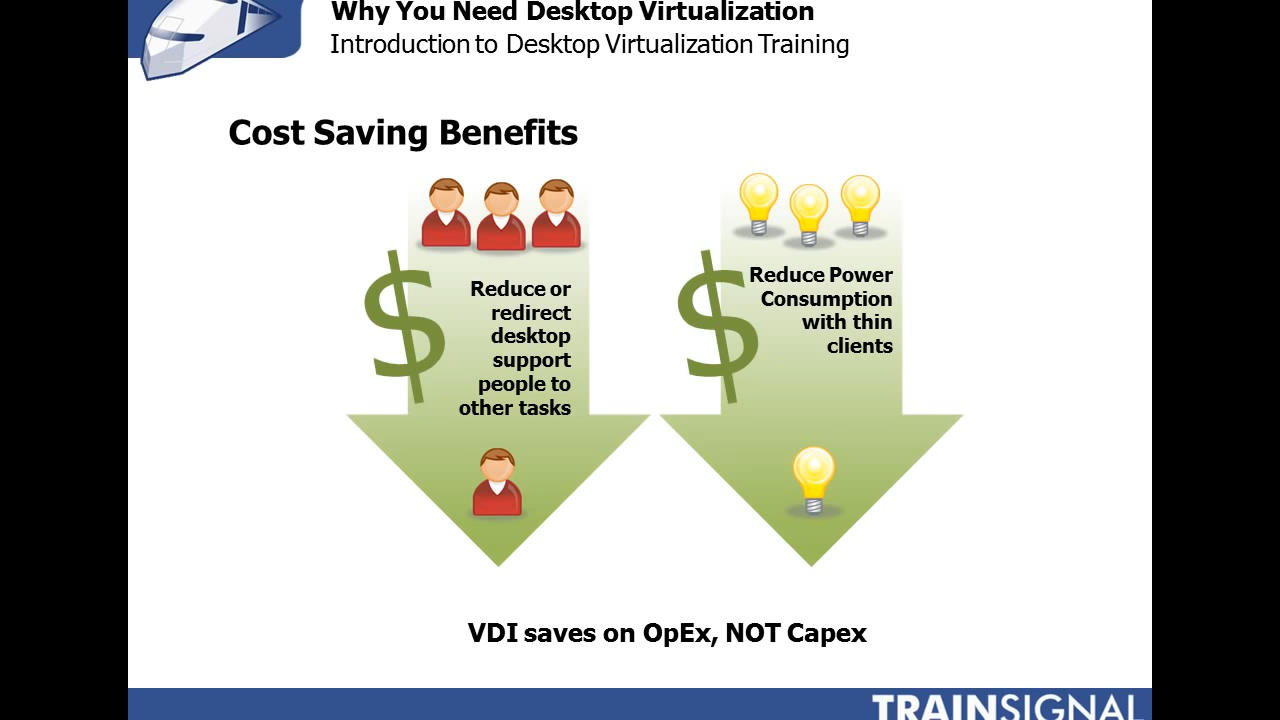 Why You Need Desktop Virtualization
Introduction to Desktop Virtualization Training
Cost Saving Benefits
$
Reduce or
redirect
desktop
support
people to
other tasks
$
Reduce Power
Consumption
with thin
clients
VDI saves on OpEx, NOT Capex
TRAINSIGNAL